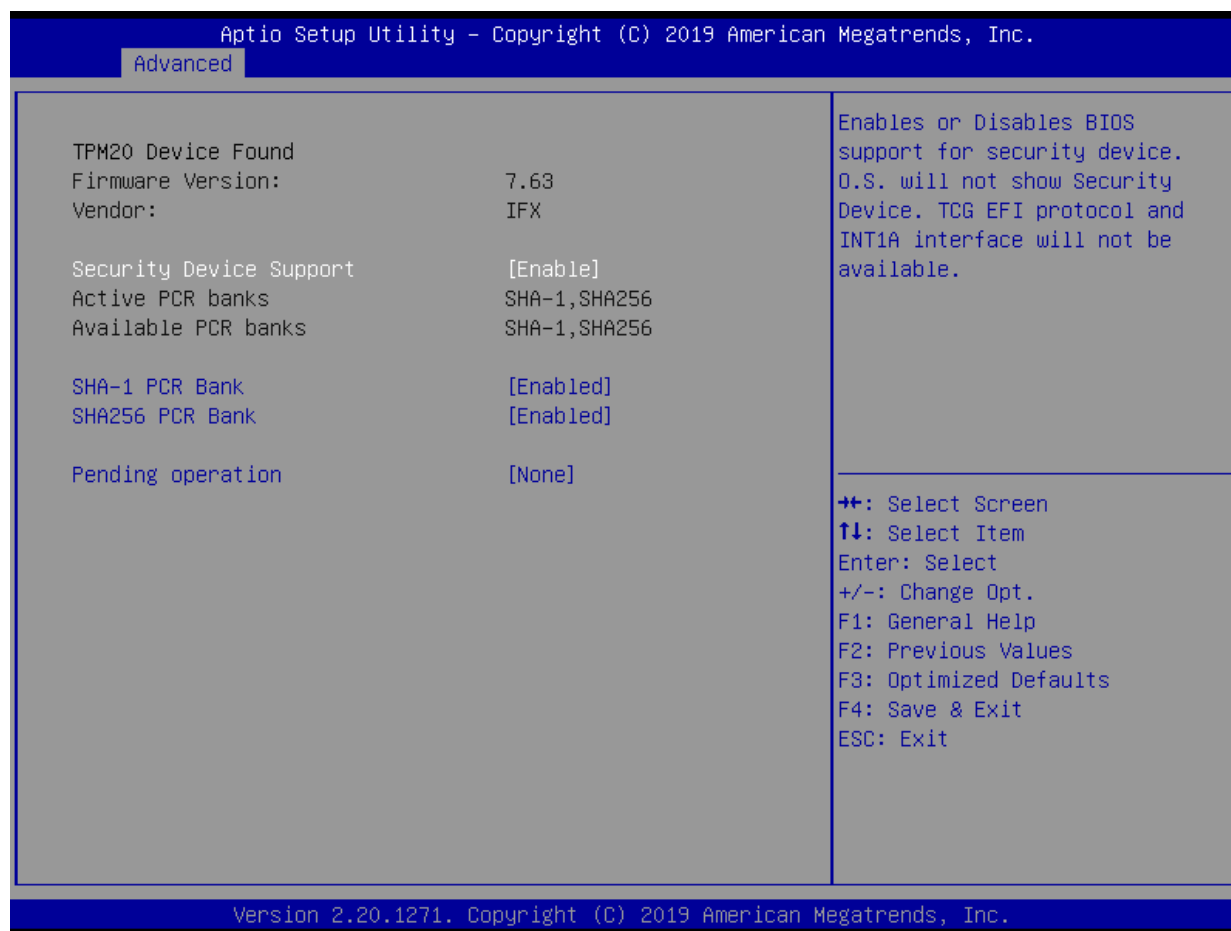 Aptio Setup Utility – Copyright (C) 2019 American Megatrends, Inc.
Advanced
TPM20 Device Found
Firmware Version: 7.63
Vendor: IFX
Security Device Support [Enable]
Active PCR banks SHA-1,SHA256
Available PCR banks SHA-1,SHA256
SHA-1 PCR Bank [Enabled]
SHA256 PCR Bank [Enabled]
Pending operation [None]
Enables or Disables BIOS
support for security device.
O.S. will not show Security
Device. TCG EFI protocol and
INT1A interface will not be
available.
→←: Select Screen
↑↓: Select Item
Enter: Select
+/-: Change Opt.
F1: General Help
F2: Previous Values
F3: Optimized Defaults
F4: Save & Exit
ESC: Exit
Version 2.20.1271. Copyright (C) 2019 American Megatrends, Inc.